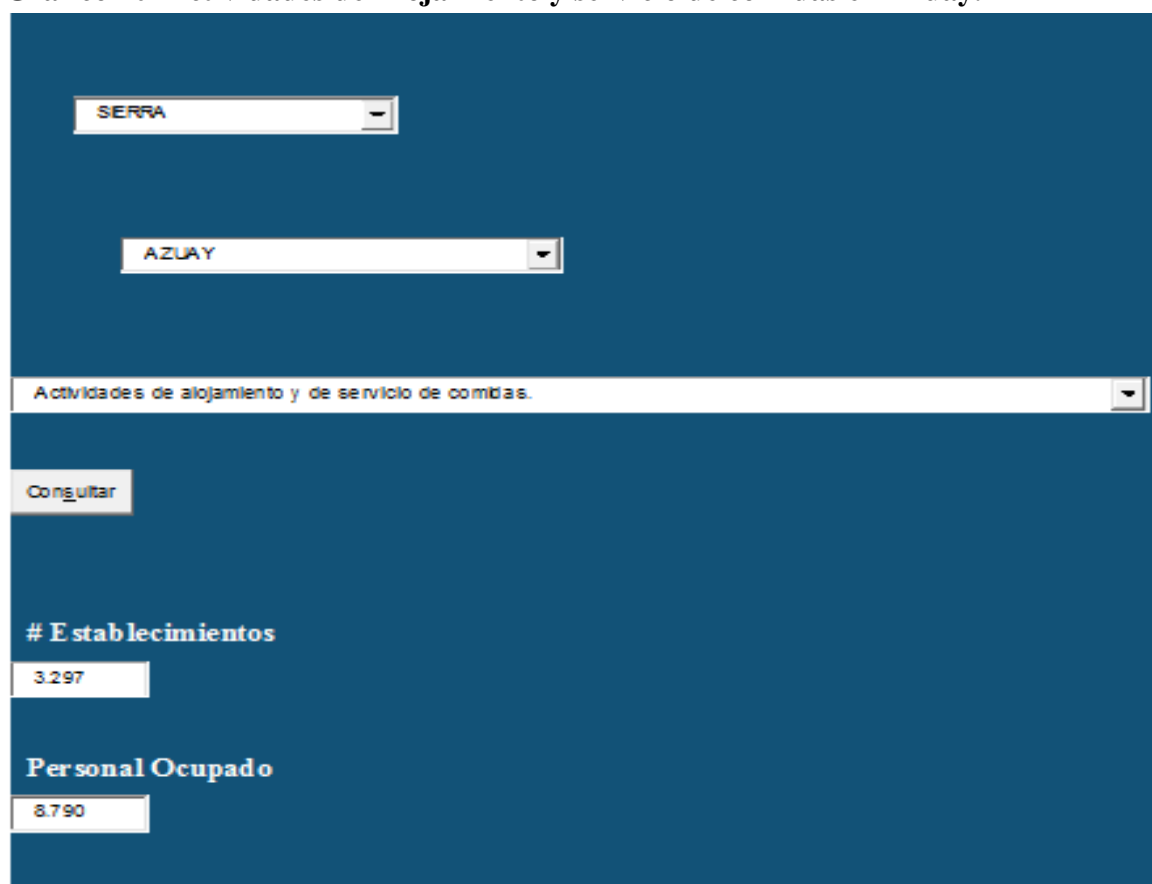 SIERRA
AZUAY
Actividades de alojamiento y de servicio de comidas.
Consultar
# Establecimientos
3.297
Personal Ocupado
8.790